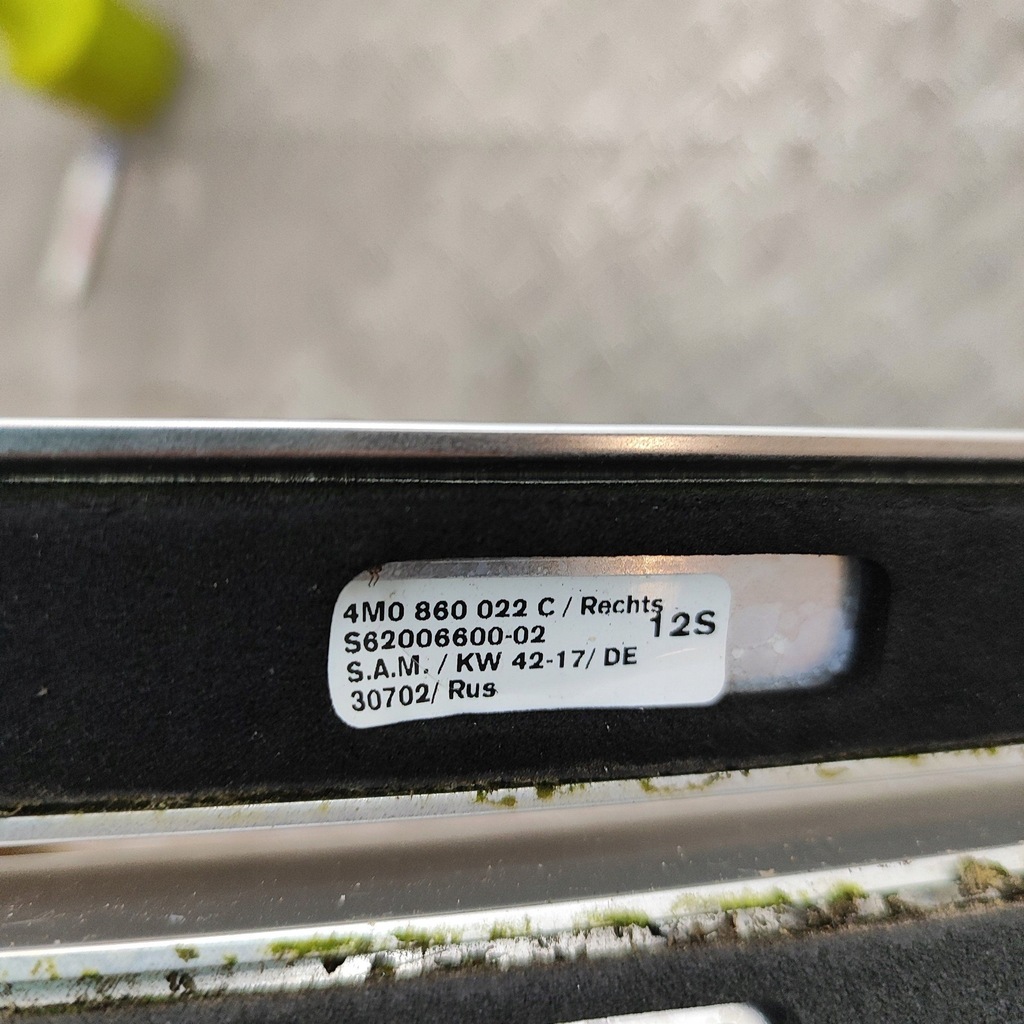 4M0 860 022 C / Rechts
S62006600-02 12S
S.A.M. / KW 42-17/ DE
30702/ Rus